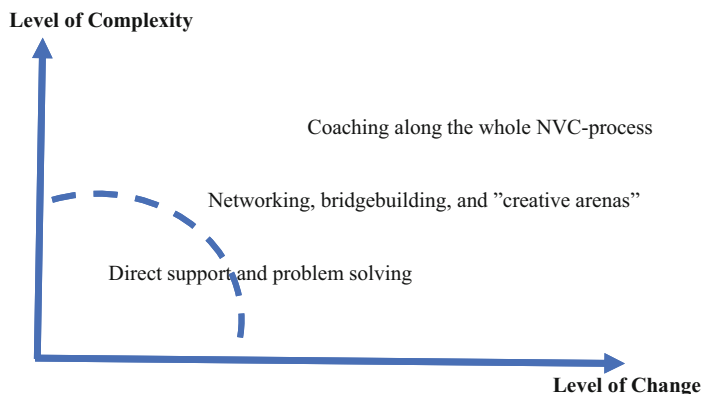 Level of Complexity
Coaching along the whole NVC-process
Networking, bridgebuilding, and ”creative arenas”
Direct support and problem solving
Level of Change